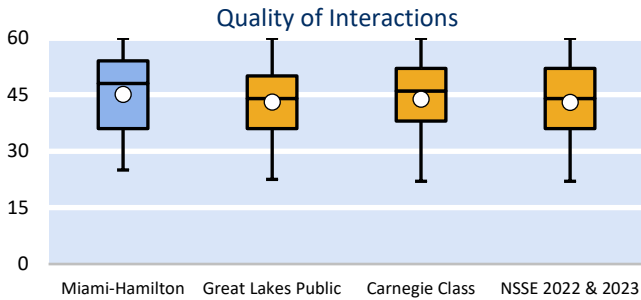 Quality of Interactions
60
45
30
15
0
Miami-Hamilton Great Lakes Public Carnegie Class NSSE 2022 & 2023